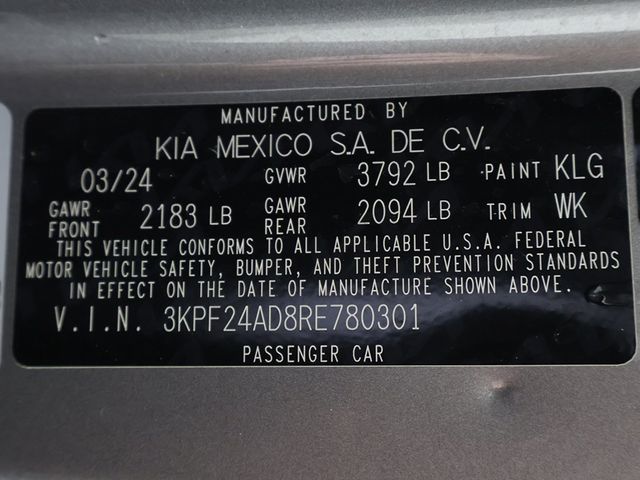 MANUFACTURED BY
KIA MEXICO S.A. DE C.V.
03/24 GVWR 3792 LB PAINT KLG
GAWR FRONT 2183 LB GAWR REAR 2094 LB TRIM WK
THIS VEHICLE CONFORMS TO ALL APPLICABLE U.S.A. FEDERAL
MOTOR VEHICLE SAFETY, BUMPER, AND THEFT PREVENTION STANDARDS
IN EFFECT ON THE DATE OF MANUFACTURE SHOWN ABOVE.
V.I.N. 3KPF24AD8RE780301
PASSENGER CAR